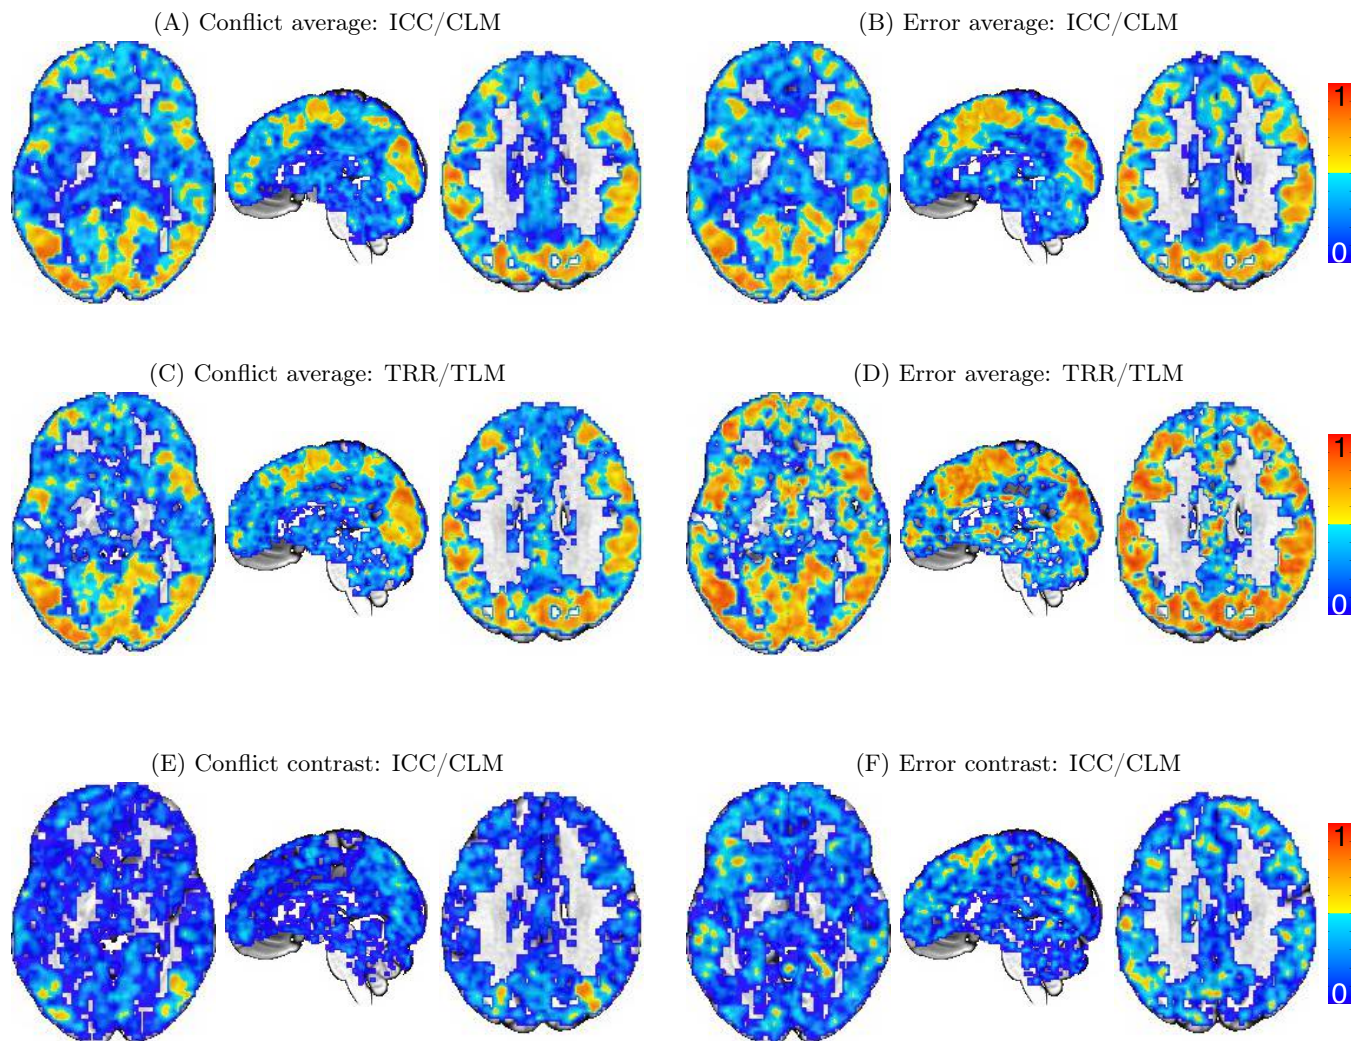 (A) Conflict average: ICC/CLM
(B) Error average: ICC/CLM
1
0
(C) Conflict average: TRR/TLM
(D) Error average: TRR/TLM
1
0
(E) Conflict contrast: ICC/CLM
(F) Error contrast: ICC/CLM
1
0